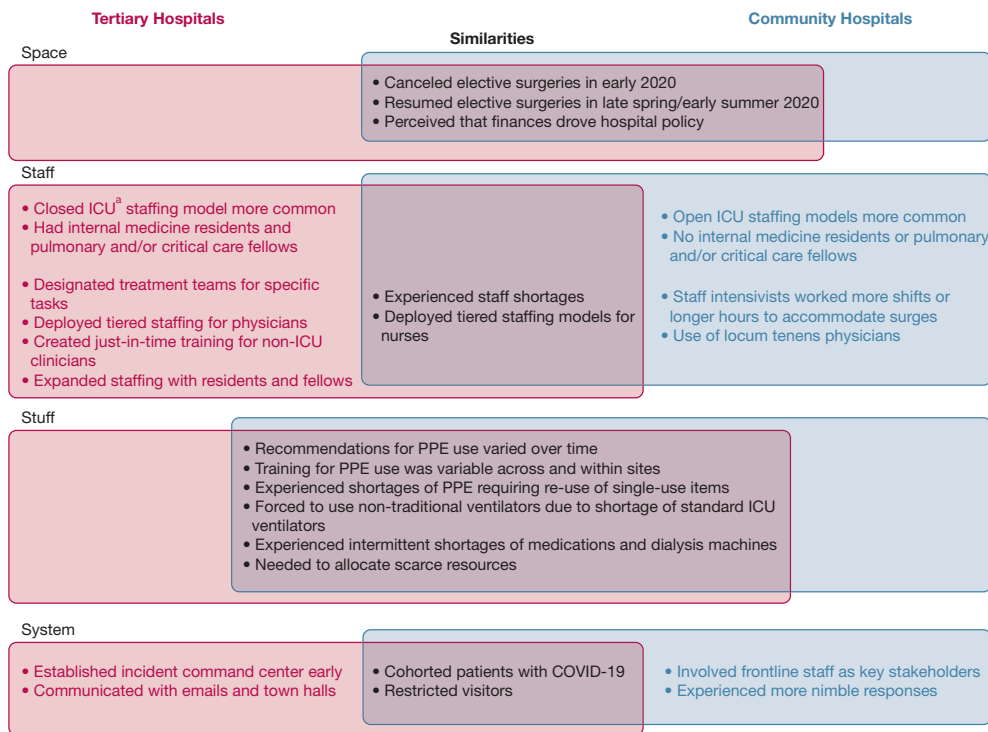 Tertiary Hospitals
Community Hospitals
Similarities
Space
• Canceled elective surgeries in early 2020
• Resumed elective surgeries in late spring/early summer 2020
• Perceived that finances drove hospital policy
Staff
• Closed ICUᵃ staffing model more common
• Had internal medicine residents and
pulmonary and/or critical care fellows
• Designated treatment teams for specific
tasks
• Deployed tiered staffing for physicians
• Created just-in-time training for non-ICU
clinicians
• Expanded staffing with residents and fellows
• Experienced staff shortages
• Deployed tiered staffing models for
nurses
• Open ICU staffing models more common
• No internal medicine residents or pulmonary
and/or critical care fellows
• Staff intensivists worked more shifts or
longer hours to accommodate surges
• Use of locum tenens physicians
Stuff
• Recommendations for PPE use varied over time
• Training for PPE use was variable across and within sites
• Experienced shortages of PPE requiring re-use of single-use items
• Forced to use non-traditional ventilators due to shortage of standard ICU
ventilators
• Experienced intermittent shortages of medications and dialysis machines
• Needed to allocate scarce resources
System
• Established incident command center early
• Communicated with emails and town halls
• Cohorted patients with COVID-19
• Restricted visitors
• Involved frontline staff as key stakeholders
• Experienced more nimble responses